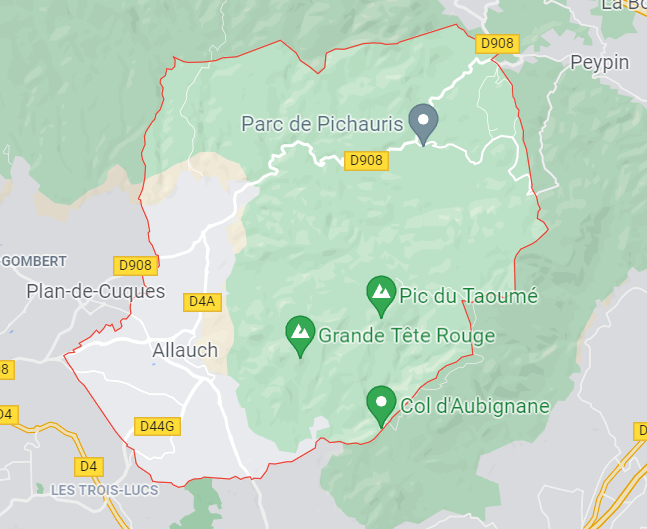 La Bo
D908
Peypin
Parc de Pichauris
D908
GOMBERT
D908
Plan-de-Cuques
D4A
Pic du Taoumé
Grande Tête Rouge
Allauch
08
Col d'Aubignane
D4
D44G
D
D4
LES TROIS-LUCS